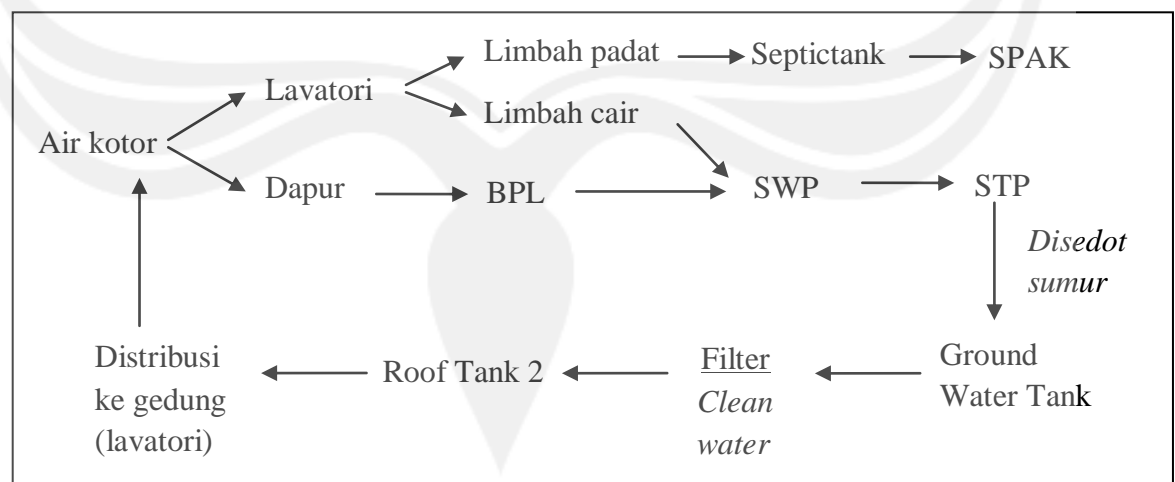 Limbah padat
Septictank
SPAK
Lavatori
Limbah cair
Air kotor
Dapur
BPL
SWP
STP
Disedot
sumur
Ground
Water Tank
Filter
Clean
water
Roof Tank 2
Distribusi
ke gedung
(lavatori)